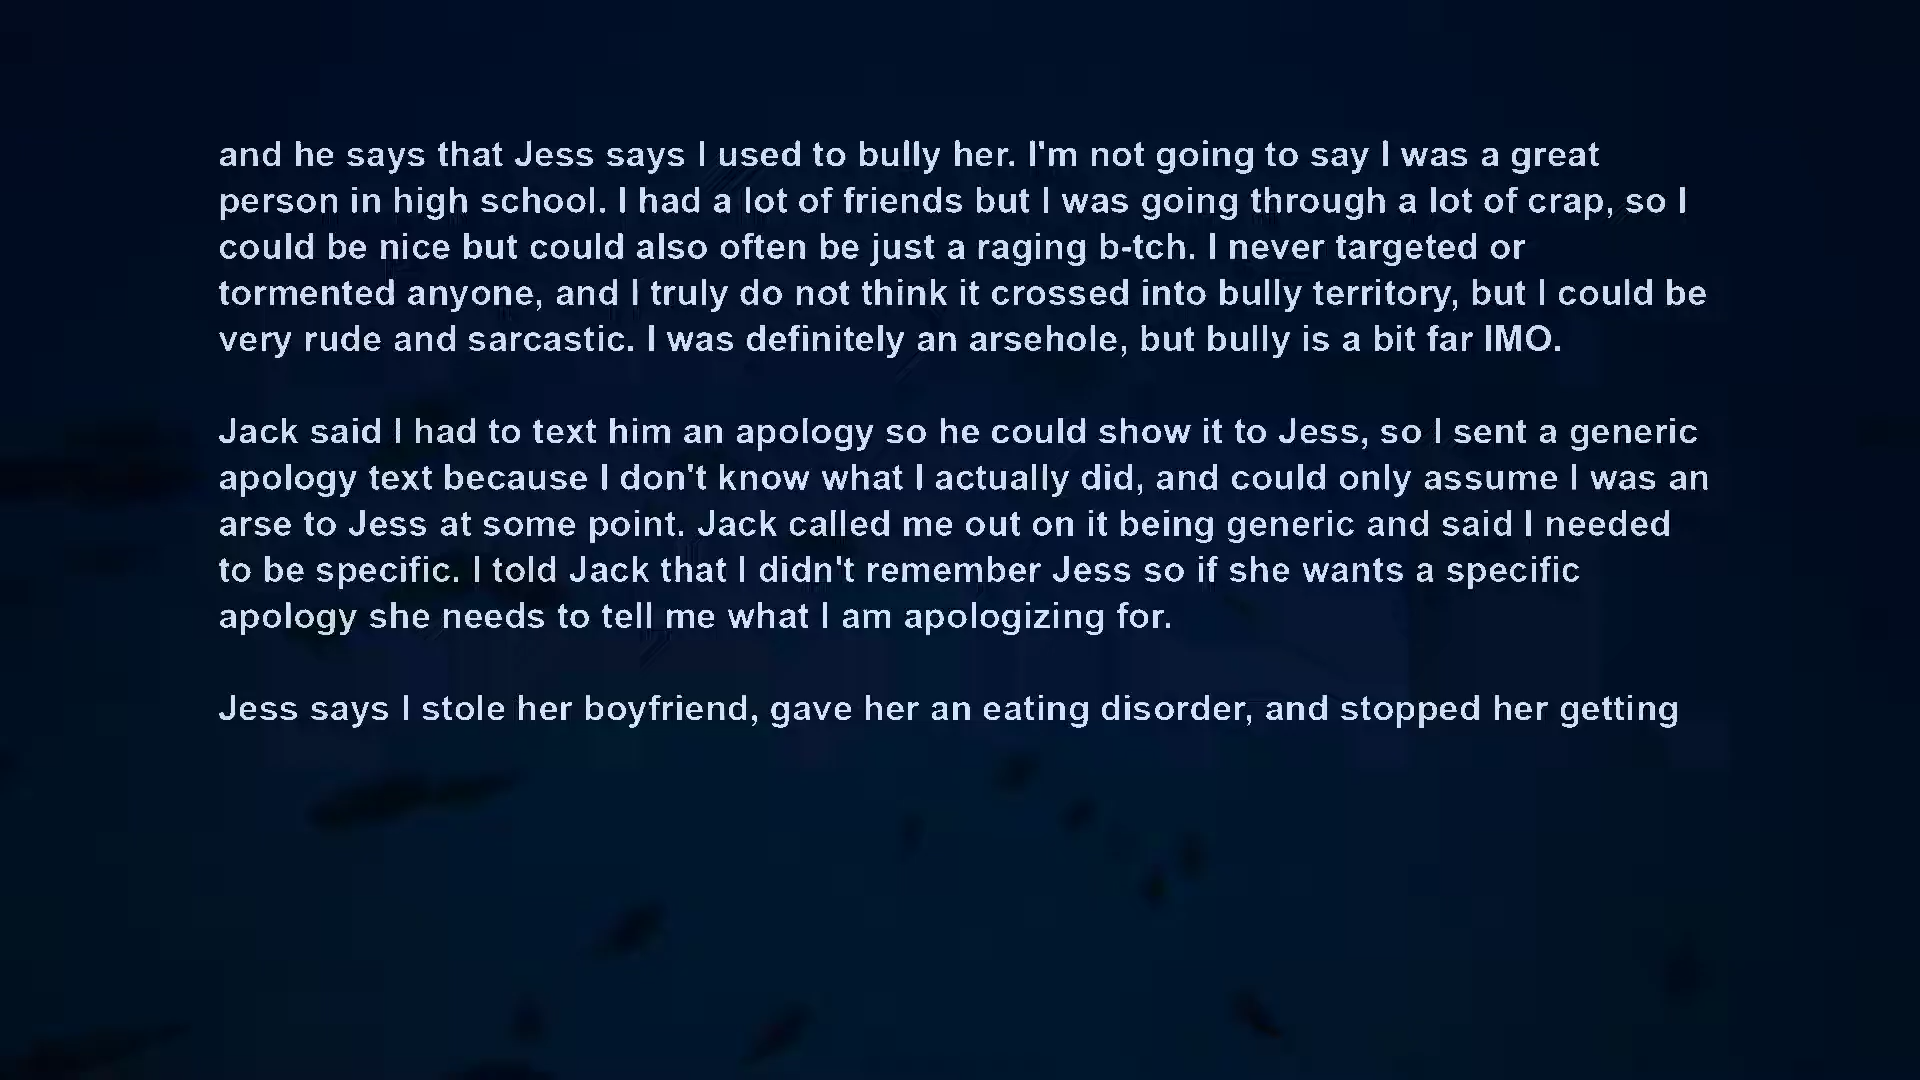 and he says that Jess says I used to bully her. I'm not going to say I was a great
person in high school. I had a lot of friends but I was going through a lot of crap, so I
could be nice but could also often be just a raging b-tch. I never targeted or
tormented anyone, and I truly do not think it crossed into bully territory, but I could be
very rude and sarcastic. I was definitely an arsehole, but bully is a bit far IMO.
Jack said I had to text him an apology so he could show it to Jess, so I sent a generic
apology text because I don't know what I actually did, and could only assume I was an
arse to Jess at some point. Jack called me out on it being generic and said I needed
to be specific. I told Jack that I didn't remember Jess so if she wants a specific
apology she needs to tell me what I am apologizing for.
Jess says I stole her boyfriend, gave her an eating disorder, and stopped her getting